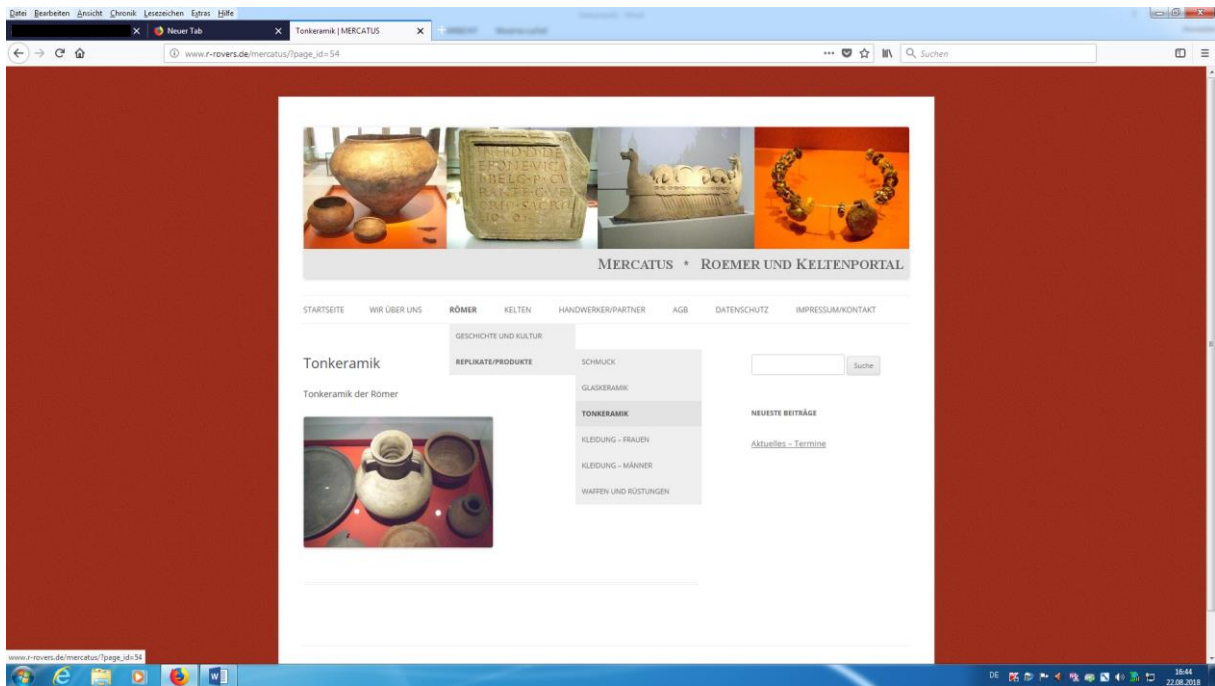 Datei Bearbeiten Ansicht Chronik Lesezeichen Extras Hilfe
Neuer Tab
Tonkeramik | MERCATUS
www.r-rovers.de/mercatus/?page_id=54
Suchen
MERCATUS * ROEMER UND KELTENPORTAL
STARTSEITE WIR ÜBER UNS RÖMER KELTEN HANDWERKER/PARTNER AGB DATENSCHUTZ IMPRESSUM/KONTAKT
GESCHICHTE UND KULTUR
REPLIKATE/PRODUKTE
SCHMUCK
GLASKERAMIK
TONKERAMIK
KLEIDUNG – FRAUEN
KLEIDUNG – MÄNNER
WAFFEN UND RÜSTUNGEN
Tonkeramik
Tonkeramik der Römer
Suche
NEUESTE BEITRÄGE
Aktuelles – Termine
www.r-rovers.de/mercatus/?page_id=54
DE
16:44
22.08.2018